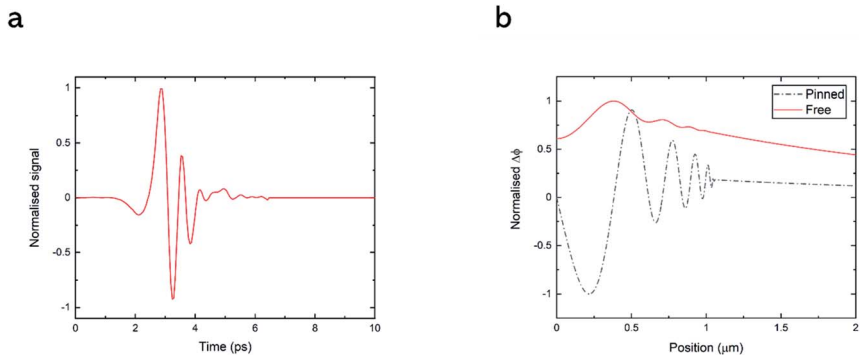 a
b
Normalised signal
1
0.5
0
-0.5
-1
0
2
4
6
8
10
Time (ps)
Normalised Δϕ
1
0.5
0
-0.5
-1
0
0.5
1
1.5
2
Position (μm)
Pinned
Free